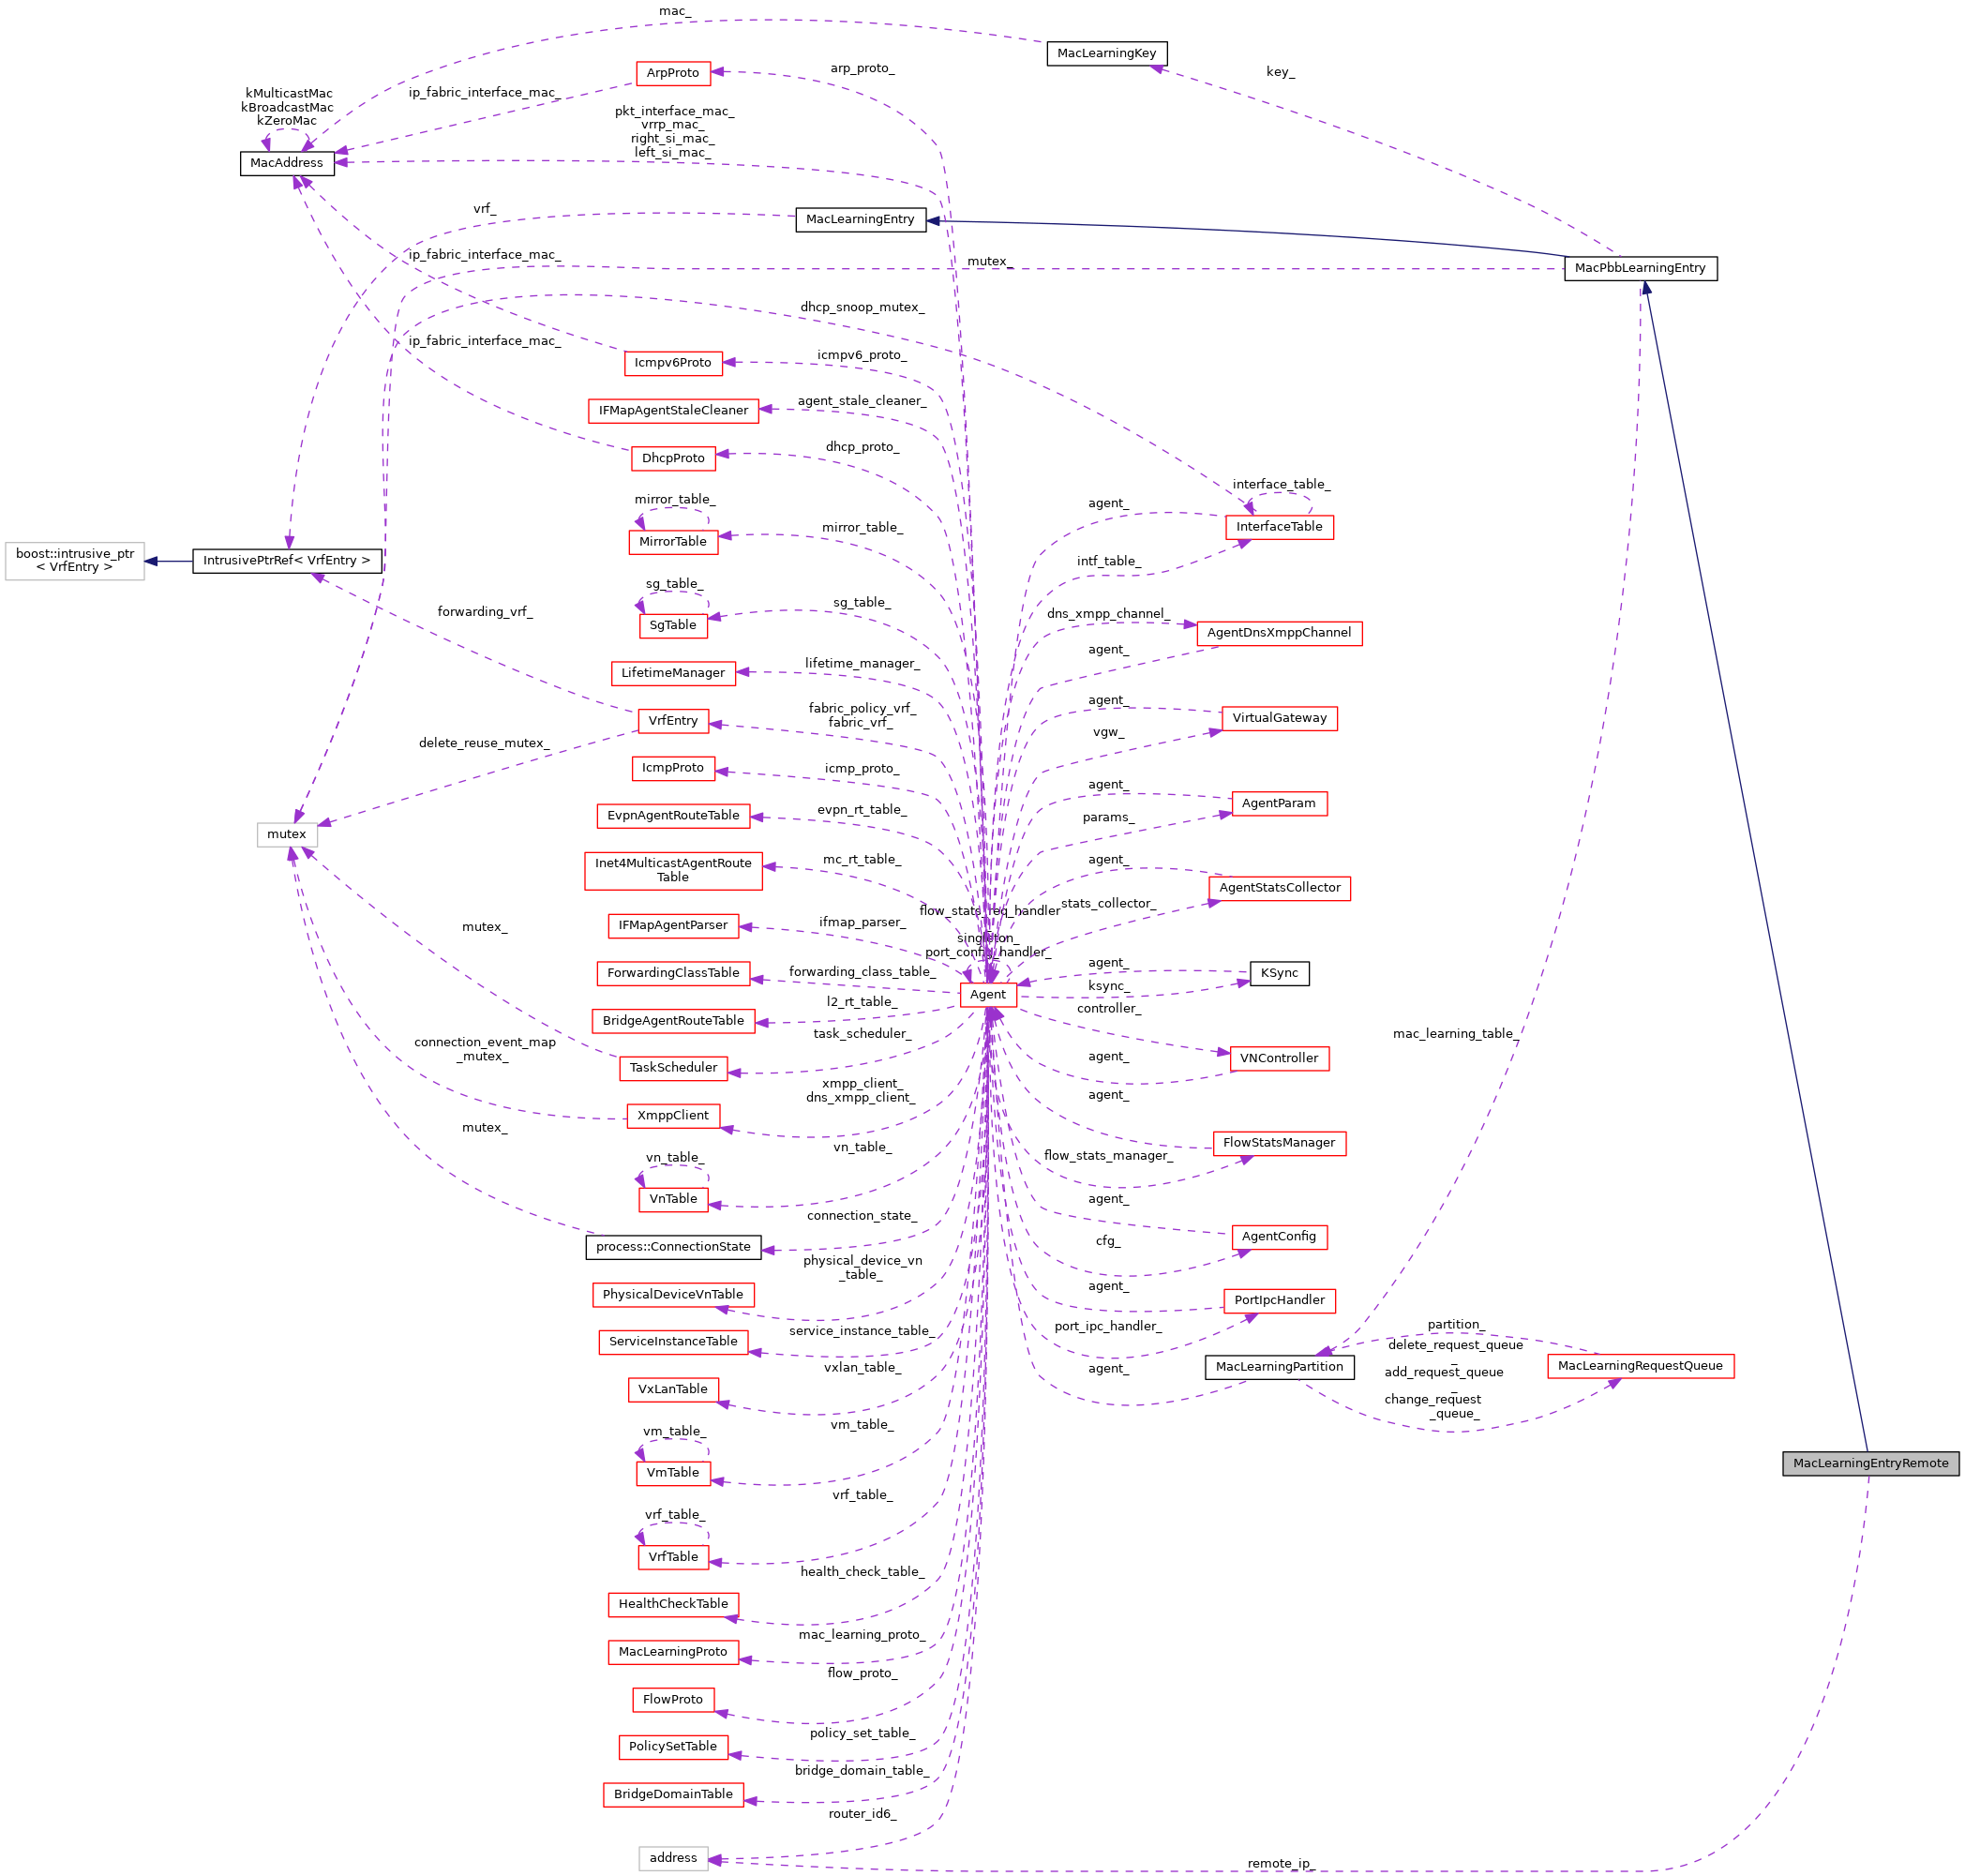 mac_
MacLearningKey
arp_proto_
key_
ArpProto
kMulticastMac
kBroadcastMac
kZeroMac
ip_fabric_interface_mac_
pkt_interface_mac_
vrrp_mac_
right_si_mac_
left_si_mac_
MacAddress
vrf_
MacLearningEntry
ip_fabric_interface_mac_
mutex_
MacPbbLearningEntry
dhcp_snoop_mutex_
ip_fabric_interface_mac_
Icmpv6Proto
icmpv6_proto_
IFMapAgentStaleCleaner
agent_stale_cleaner_
DhcpProto
dhcp_proto_
interface_table_
mirror_table_
agent_
MirrorTable
mirror_table_
InterfaceTable
boost::intrusive_ptr
< VrfEntry >
IntrusivePtrRef< VrfEntry >
intf_table_
sg_table_
sg_table_
SgTable
forwarding_vrf_
dns_xmpp_channel_
AgentDnsXmppChannel
agent_
LifetimeManager
lifetime_manager_
agent_
VrfEntry
fabric_policy_vrf_
fabric_vrf_
VirtualGateway
vgw_
delete_reuse_mutex_
IcmpProto
icmp_proto_
agent_
AgentParam
params_
EvpnAgentRouteTable
evpn_rt_table_
mutex
Inet4MulticastAgentRoute
Table
mc_rt_table_
agent_
AgentStatsCollector
stats_collector_
flow_stats_req_handler
_
singleton_
port_config_handler_
IFMapAgentParser
ifmap_parser_
mutex_
ForwardingClassTable
forwarding_class_table_
agent_
KSync
ksync_
Agent
BridgeAgentRouteTable
l2_rt_table_
controller_
mac_learning_table_
connection_event_map
_mutex_
TaskScheduler
task_scheduler_
agent_
VNController
xmpp_client_
dns_xmpp_client_
agent_
XmppClient
mutex_
vn_table_
vn_table_
FlowStatsManager
flow_stats_manager_
VnTable
agent_
connection_state_
process::ConnectionState
AgentConfig
cfg_
physical_device_vn
_table_
PhysicalDeviceVnTable
agent_
PortIpcHandler
port_ipc_handler_
service_instance_table_
ServiceInstanceTable
partition_
delete_request_queue
_
add_request_queue
_
change_request
_queue_
MacLearningPartition
MacLearningRequestQueue
agent_
vxlan_table_
VxLanTable
vm_table_
vm_table_
VmTable
MacLearningEntryRemote
vrf_table_
vrf_table_
VrfTable
health_check_table_
HealthCheckTable
mac_learning_proto_
MacLearningProto
flow_proto_
FlowProto
policy_set_table_
PolicySetTable
bridge_domain_table_
BridgeDomainTable
router_id6_
address
remote_ip_